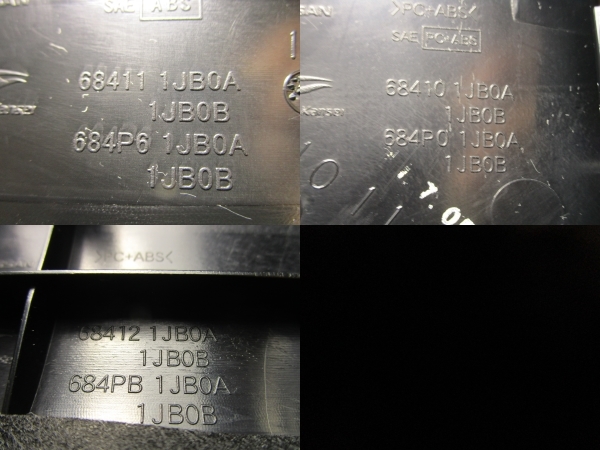 SAE ABS
68411 1JB0A
1JB0B
684P6 1JB0A
1JB0B
>PC+ABS<
SAE PC+ABS
68410 1JB0A
1JB0B
684P0 1JB0A
1JB0B
>PC+ABS<
68412 1JB0A
1JB0B
684PB 1JB0A
1JB0B